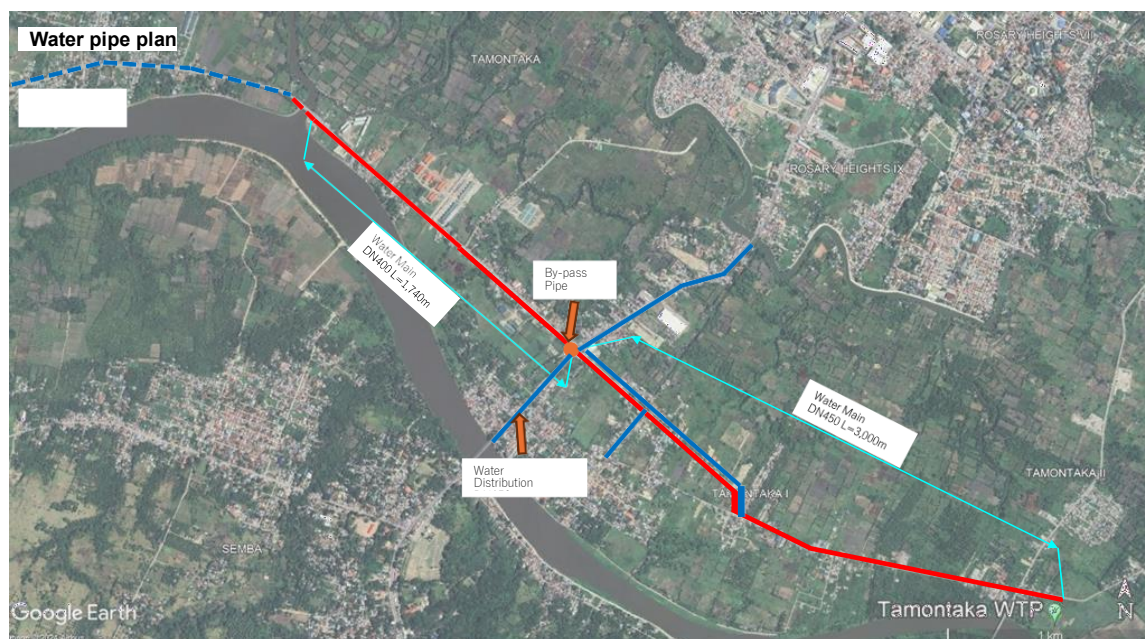 Water pipe plan
TAMONTAKA
ROSARY HEIGHTS VII
ROSARY HEIGHTS IX
Water Main
DN400 L=1,740m
By-pass
Pipe
Water Main
DN450 L=3,000m
Water
Distribution
TAMONTAKA I
TAMONTAKA II
SEMBA
Google Earth
Tamontaka WTP
N
1 km